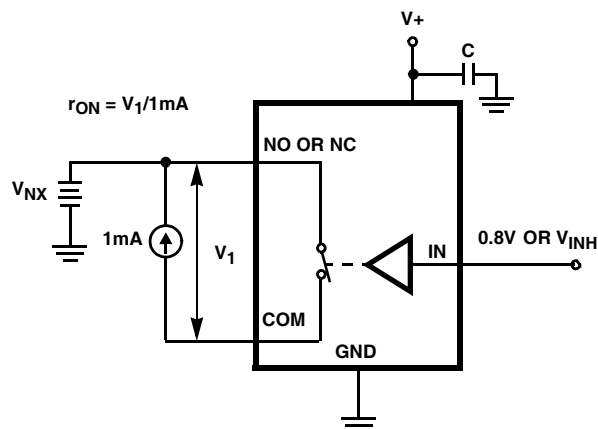 V+
C
rON = V1/1mA
NO OR NC
VNX
1mA
V1
IN
0.8V OR VINH
COM
GND